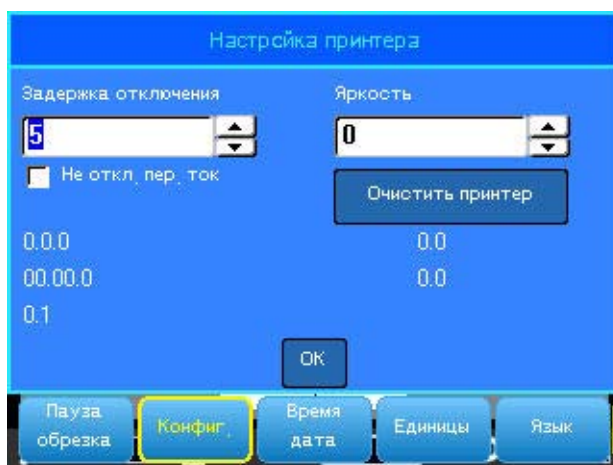 Настройка принтера
Задержка отключения
Яркость
5
0
Не откл. пер. ток
Очистить принтер
0.0.0
0.0
00.00.0
0.0
0.1
OK
Пауза обрезка
Конфиг.
Время дата
Единицы
Язык